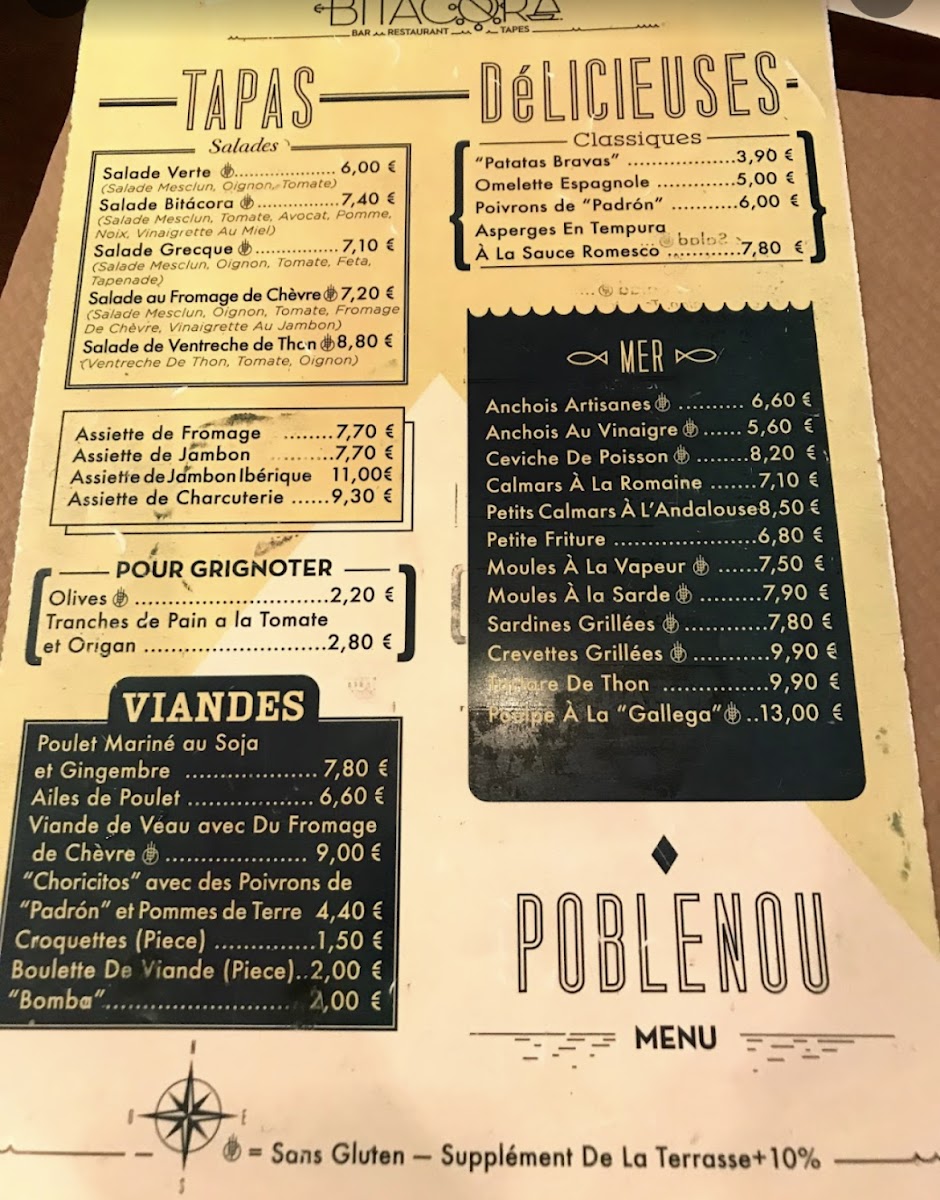 BITÁCORA
BAR RESTAURANT TAPES
TAPAS
Salades
Salade Verte .................... 6,00 €
(Salade Mesclun, Oignon, Tomate)
Salade Bitácora ................ 7,40 €
(Salade Mesclun, Tomate, Avocat, Pomme,
Noix, Vinaigrette Au Miel)
Salade Grecque ................ 7,10 €
(Salade Mesclun, Oignon, Tomate, Feta,
Tapenade)
Salade au Fromage de Chèvre 7,20 €
(Salade Mesclun, Oignon, Tomate, Fromage
De Chèvre, Vinaigrette Au Jambon)
Salade de Ventreche de Thon 8,80 €
(Ventreche De Thon, Tomate, Oignon)
Assiette de Fromage ........7,70 €
Assiette de Jambon ........7,70 €
Assiette de Jambon Ibérique 11,00€
Assiette de Charcuterie ......9,30 €
POUR GRIGNOTER
Olives ..............................2,20 €
Tranches de Pain a la Tomate
et Origan ............................2,80 €
VIANDES
Poulet Mariné au Soja
et Gingembre ....................7,80 €
Ailes de Poulet ................... 6,60 €
Viande de Veau avec Du Fromage
de Chèvre ...................... 9,00 €
"Choricitos" avec des Poivrons de
"Padrón" et Pommes de Terre 4,40 €
Croquettes (Piece) ...............1,50 €
Boulette De Viande (Piece)..2,00 €
"Bomba"............................2,00 €
DéLICIEUSES
Classiques
"Patatas Bravas" .................3,90 €
Omelette Espagnole ............5,00 €
Poivrons de "Padrón" ..........6,00 €
Asperges En Tempura
À La Sauce Romesco ...........7,80 €
MER
Anchois Artisanes .......... 6,60 €
Anchois Au Vinaigre ...... 5,60 €
Ceviche De Poisson ........8,20 €
Calmars À La Romaine .......7,10 €
Petits Calmars À L'Andalouse8,50 €
Petite Friture ......................6,80 €
Moules À La Vapeur ......7,50 €
Moules À la Sarde .........7,90 €
Sardines Grillées ............7,80 €
Crevettes Grillées ...........9,90 €
De Thon ................9,90 €
Poulpe À La "Gallega" ..13,00 €
POBLENOU
MENU
E
S
= Sans Gluten — Supplément De La Terrasse+10%